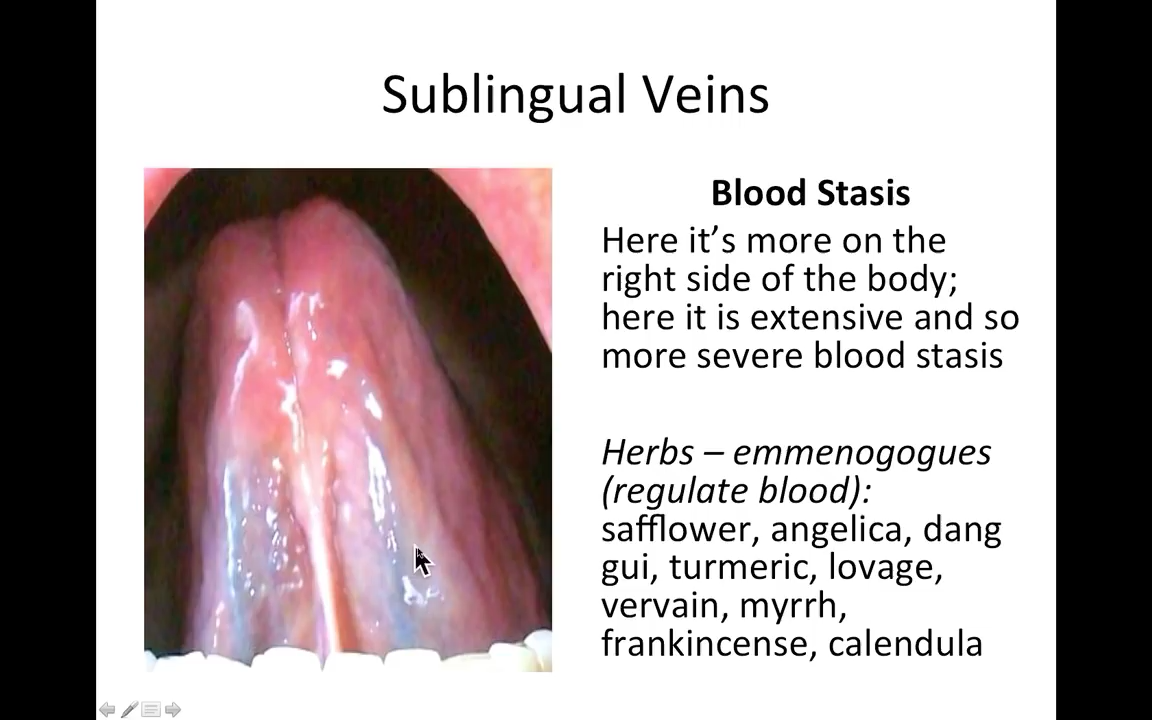 Sublingual Veins
Blood Stasis
Here it’s more on the
right side of the body;
here it is extensive and so
more severe blood stasis
Herbs – emmenogogues
(regulate blood):
safflower, angelica, dang
gui, turmeric, lovage,
vervain, myrrh,
frankincense, calendula